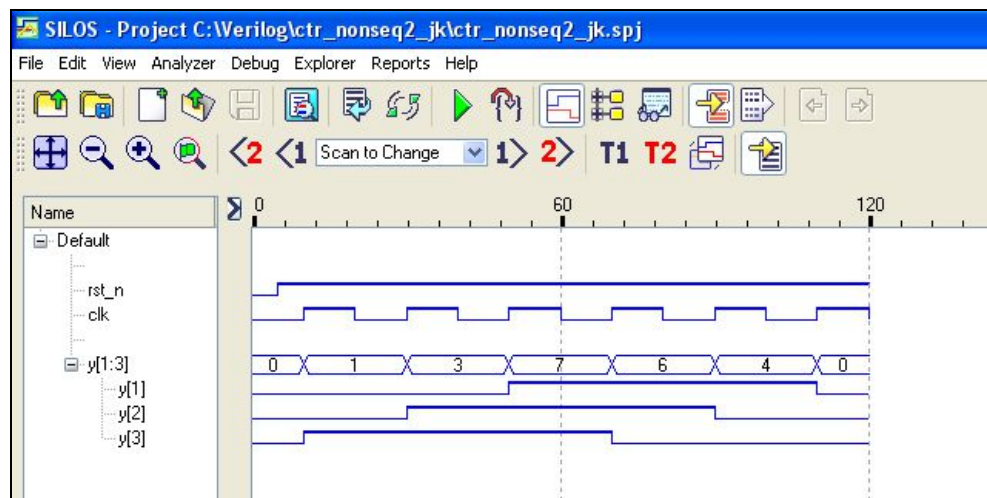 SILOS - Project C:\Verilog\ctr_nonseq2_jk\ctr_nonseq2_jk.spj
File Edit View Analyzer Debug Explorer Reports Help
2 1 Scan to Change 1 2 T1 T2
Name 0 60 120
Default
rst_n
clk
y[1:3] 0 1 3 7 6 4 0
y[1]
y[2]
y[3]